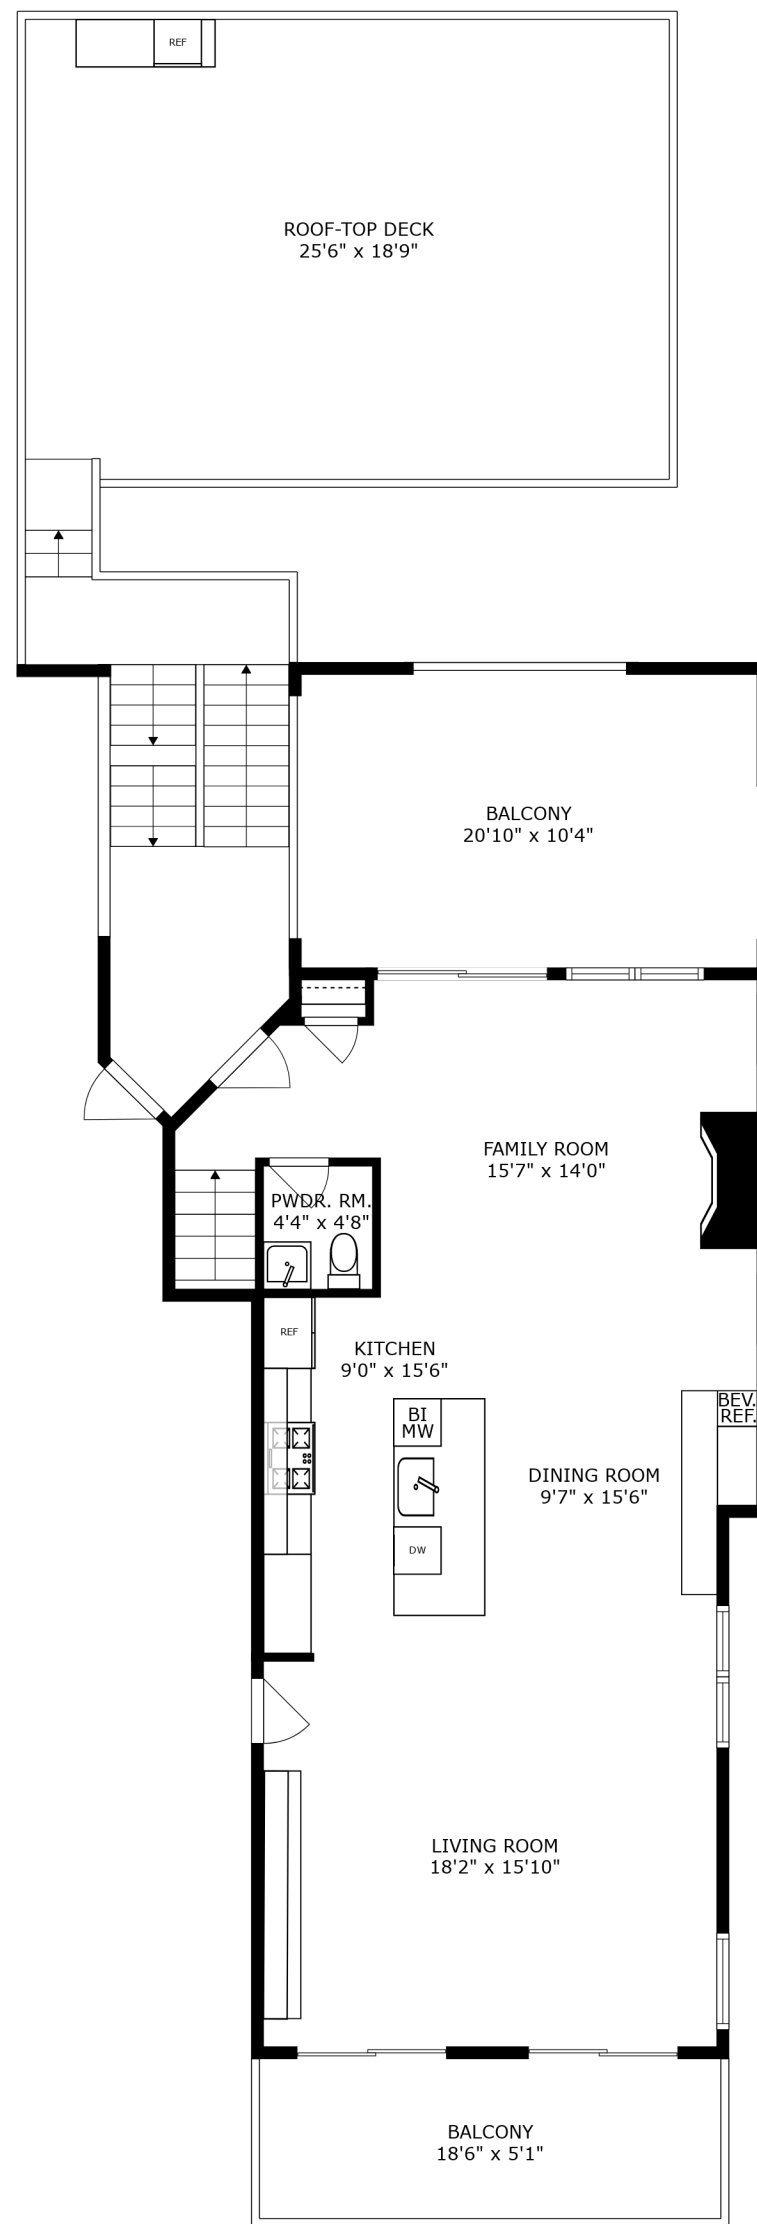 REF
ROOF-TOP DECK
25'6" x 18'9"
BALCONY
20'10" x 10'4"
FAMILY ROOM
15'7" x 14'0"
PWDR. RM.
4'4" x 4'8"
REF
KITCHEN
9'0" x 15'6"
BEV.
REF.
BI
MW
DINING ROOM
9'7" x 15'6"
DW
LIVING ROOM
18'2" x 15'10"
BALCONY
18'6" x 5'1"